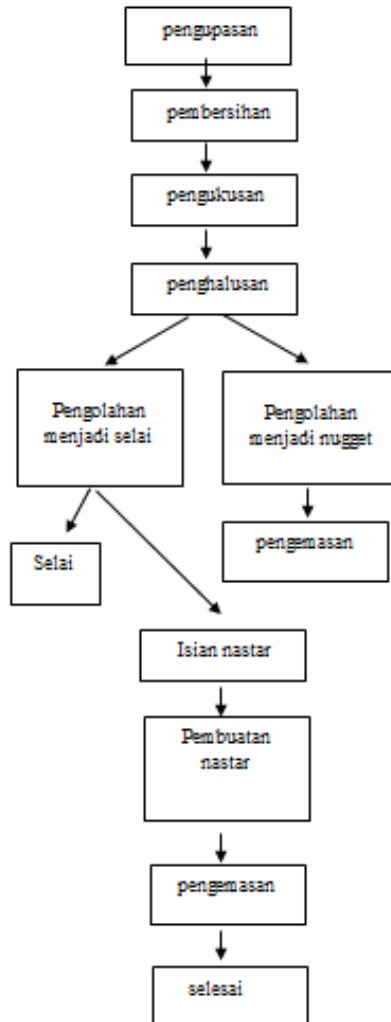 pengupasan
pembersihan
pengukusan
penghalusan
Pengolahan
menjadi selai
Pengolahan
menjadi nugget
Selai
pengemasan
Isian nastar
Pembuatan
nastar
pengemasan
selesai